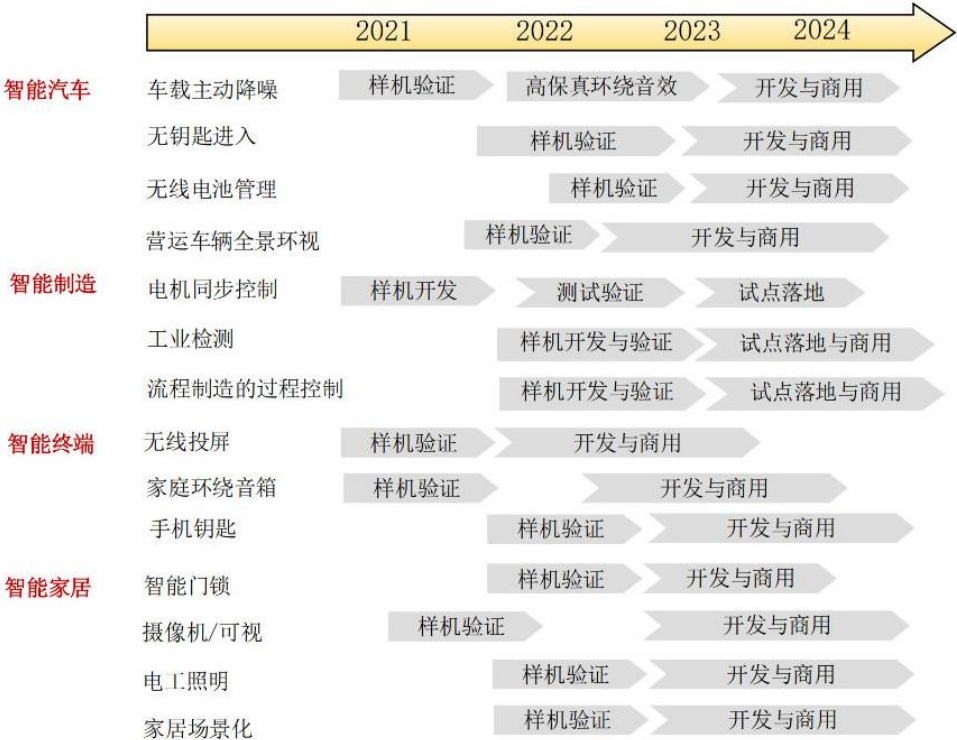 2021 2022 2023 2024
智能汽车 车载主动降噪 样机验证 高保真环绕音效 开发与商用
无钥匙进入 样机验证 开发与商用
无线电池管理 样机验证 开发与商用
营运车辆全景环视 样机验证 开发与商用
智能制造 电机同步控制 样机开发 测试验证 试点落地
工业检测 样机开发与验证 试点落地与商用
流程制造的过程控制 样机开发与验证 试点落地与商用
智能终端 无线投屏 样机验证 开发与商用
家庭环绕音箱 样机验证 开发与商用
手机钥匙 样机验证 开发与商用
智能家居 智能门锁 样机验证 开发与商用
摄像机/可视 样机验证 开发与商用
电工照明 样机验证 开发与商用
家居场景化 样机验证 开发与商用